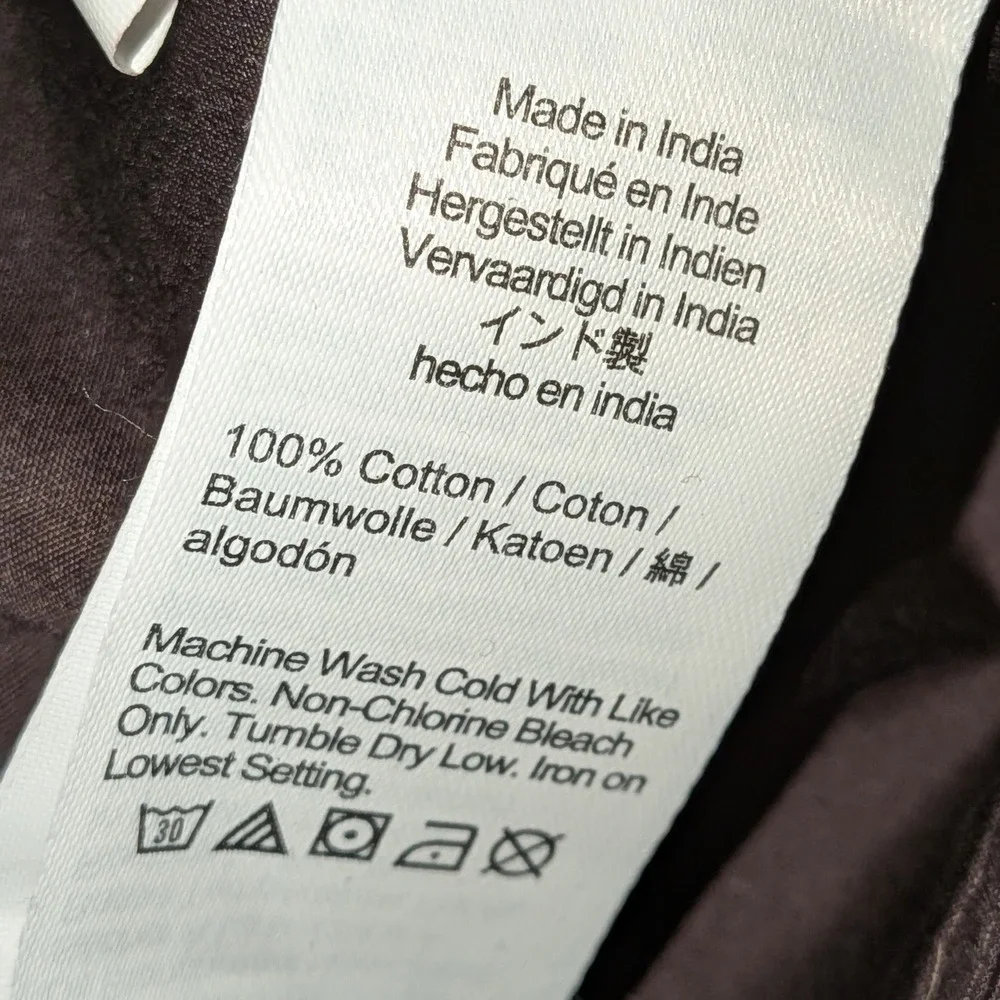 Made in India
Fabriqué en Inde
Hergestellt in Indien
Vervaardigd in India
インド製
hecho en india
100% Cotton / Coton /
Baumwolle / Katoen / 綿 /
algodón
Machine Wash Cold With Like
Colors. Non-Chlorine Bleach
Only. Tumble Dry Low. Iron on
Lowest Setting.
30